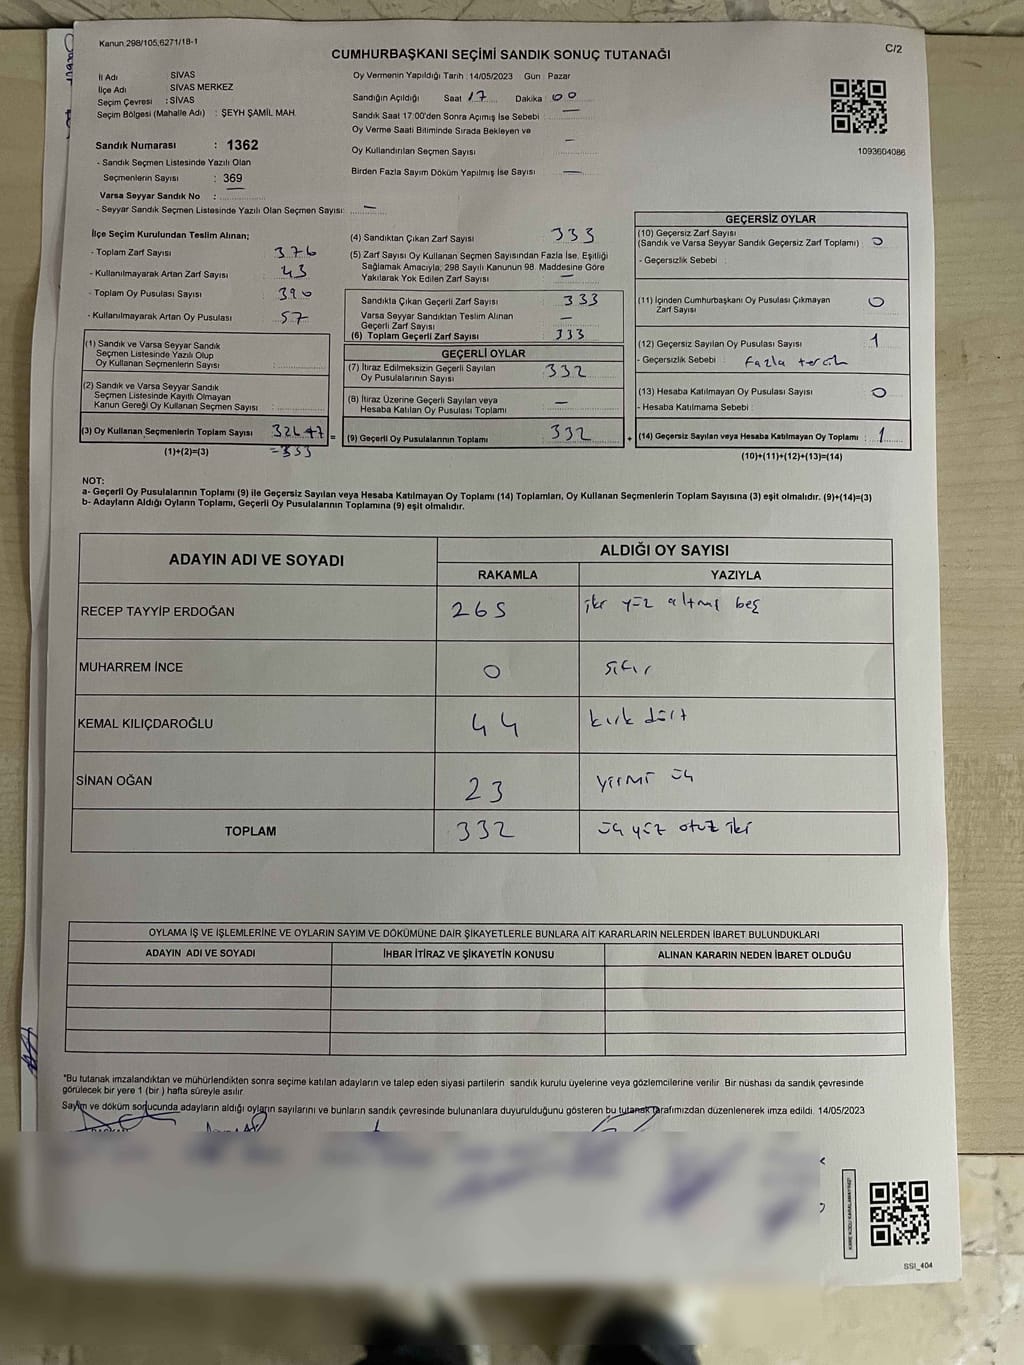 Kanun 298/105;6271/18-1
C/2
CUMHURBAŞKANI SEÇİMİ SANDIK SONUÇ TUTANAĞI
İl Adı : SİVAS
İlçe Adı : SİVAS MERKEZ
Seçim Çevresi : SİVAS
Seçim Bölgesi (Mahalle Adı) : ŞEYH ŞAMİL MAH.
Sandık Numarası : 1362
- Sandık Seçmen Listesinde Yazılı Olan
Seçmenlerin Sayısı : 369
Varsa Seyyar Sandık No : —
- Seyyar Sandık Seçmen Listesinde Yazılı Olan Seçmen Sayısı: —
Oy Vermenin Yapıldığı Tarih : 14/05/2023 Gün : Pazar
Sandığın Açıldığı Saat 17 Dakika : 00
Sandık Saat 17:00'den Sonra Açımış İse Sebebi : —
Oy Verme Saati Bitiminde Sırada Bekleyen ve
Oy Kullandırılan Seçmen Sayısı —
Birden Fazla Sayım Döküm Yapılmış İse Sayısı —
1093604086
İlçe Seçim Kurulundan Teslim Alınan;
- Toplam Zarf Sayısı : 376
- Kullanılmayarak Artan Zarf Sayısı : 43
- Toplam Oy Pusulası Sayısı : 390
- Kullanılmayarak Artan Oy Pusulası : 57
(1) Sandık ve Varsa Seyyar Sandık
Seçmen Listesinde Yazılı Olup
Oy Kullanan Seçmenlerin Sayısı :
(2) Sandık ve Varsa Seyyar Sandık
Seçmen Listesinde Kayıtlı Olmayan
Kanun Gereği Oy Kullanan Seçmen Sayısı :
(3) Oy Kullanan Seçmenlerin Toplam Sayısı 326+7 =
=333
(1)+(2)=(3)
(4) Sandıktan Çıkan Zarf Sayısı 333
(5) Zarf Sayısı Oy Kullanan Seçmen Sayısından Fazla İse, Eşitliği
Sağlamak Amacıyla; 298 Sayılı Kanunun 98. Maddesine Göre
Yakılarak Yok Edilen Zarf Sayısı : —
Sandıkla Çıkan Geçerli Zarf Sayısı 333
Varsa Seyyar Sandıktan Teslim Alınan
Geçerli Zarf Sayısı —
(6) Toplam Geçerli Zarf Sayısı 333
GEÇERLİ OYLAR
(7) İtiraz Edilmeksizin Geçerli Sayılan
Oy Pusulalarının Sayısı 332
(8) İtiraz Üzerine Geçerli Sayılan veya
Hesaba Katılan Oy Pusulası Toplamı —
(9) Geçerli Oy Pusulalarının Toplamı 332 +
GEÇERSİZ OYLAR
(10) Geçersiz Zarf Sayısı
(Sandık ve Varsa Seyyar Sandık Geçersiz Zarf Toplamı) : 0
- Geçersizlik Sebebi :
(11) İçinden Cumhurbaşkanı Oy Pusulası Çıkmayan
Zarf Sayısı 0
(12) Geçersiz Sayılan Oy Pusulası Sayısı : 1
- Geçersizlik Sebebi : Fazla tercih
(13) Hesaba Katılmayan Oy Pusulası Sayısı : 0
- Hesaba Katılmama Sebebi :
(14) Geçersiz Sayılan veya Hesaba Katılmayan Oy Toplamı : 1
(10)+(11)+(12)+(13)=(14)
NOT:
a- Geçerli Oy Pusulalarının Toplamı (9) ile Geçersiz Sayılan veya Hesaba Katılmayan Oy Toplamı (14) Toplamları, Oy Kullanan Seçmenlerin Toplam Sayısına (3) eşit olmalıdır. (9)+(14)=(3)
b- Adayların Aldığı Oyların Toplamı, Geçerli Oy Pusulalarının Toplamına (9) eşit olmalıdır.
ADAYIN ADI VE SOYADI
ALDIĞI OY SAYISI
RAKAMLA YAZIYLA
RECEP TAYYİP ERDOĞAN 265 iki yüz altmış beş
MUHARREM İNCE 0 sıfır
KEMAL KILIÇDAROĞLU 44 kırk dört
SİNAN OĞAN 23 yirmi üç
TOPLAM 332 üç yüz otuz iki
OYLAMA İŞ VE İŞLEMLERİNE VE OYLARIN SAYIM VE DÖKÜMÜNE DAİR ŞİKAYETLERLE BUNLARA AİT KARARLARIN NELERDEN İBARET BULUNDUKLARI
ADAYIN ADI VE SOYADI İHBAR İTİRAZ VE ŞİKAYETİN KONUSU ALINAN KARARIN NEDEN İBARET OLDUĞU
*Bu tutanak imzalandıktan ve mühürlendikten sonra seçime katılan adayların ve talep eden siyasi partilerin sandık kurulu üyelerine veya gözlemcilerine verilir. Bir nüshası da sandık çevresinde
görülecek bir yere 1 (bir ) hafta süreyle asılır.
Sayım ve döküm sonucunda adayların aldığı oyların sayılarını ve bunların sandık çevresinde bulunanlara duyurulduğunu gösteren bu tutanak tarafımızdan düzenlenerek imza edildi. 14/05/2023
KARE KODU KARALAMAYINIZ!
SSI_404